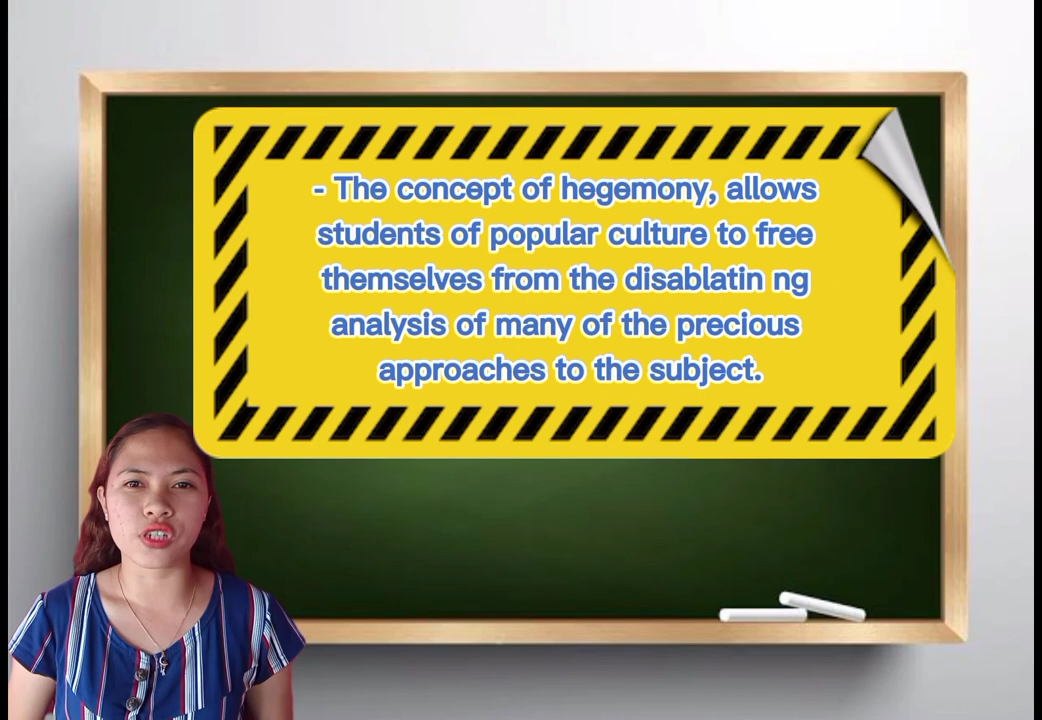 - The concept of hegemony, allows
students of popular culture to free
themselves from the disablatin ng
analysis of many of the precious
approaches to the subject.